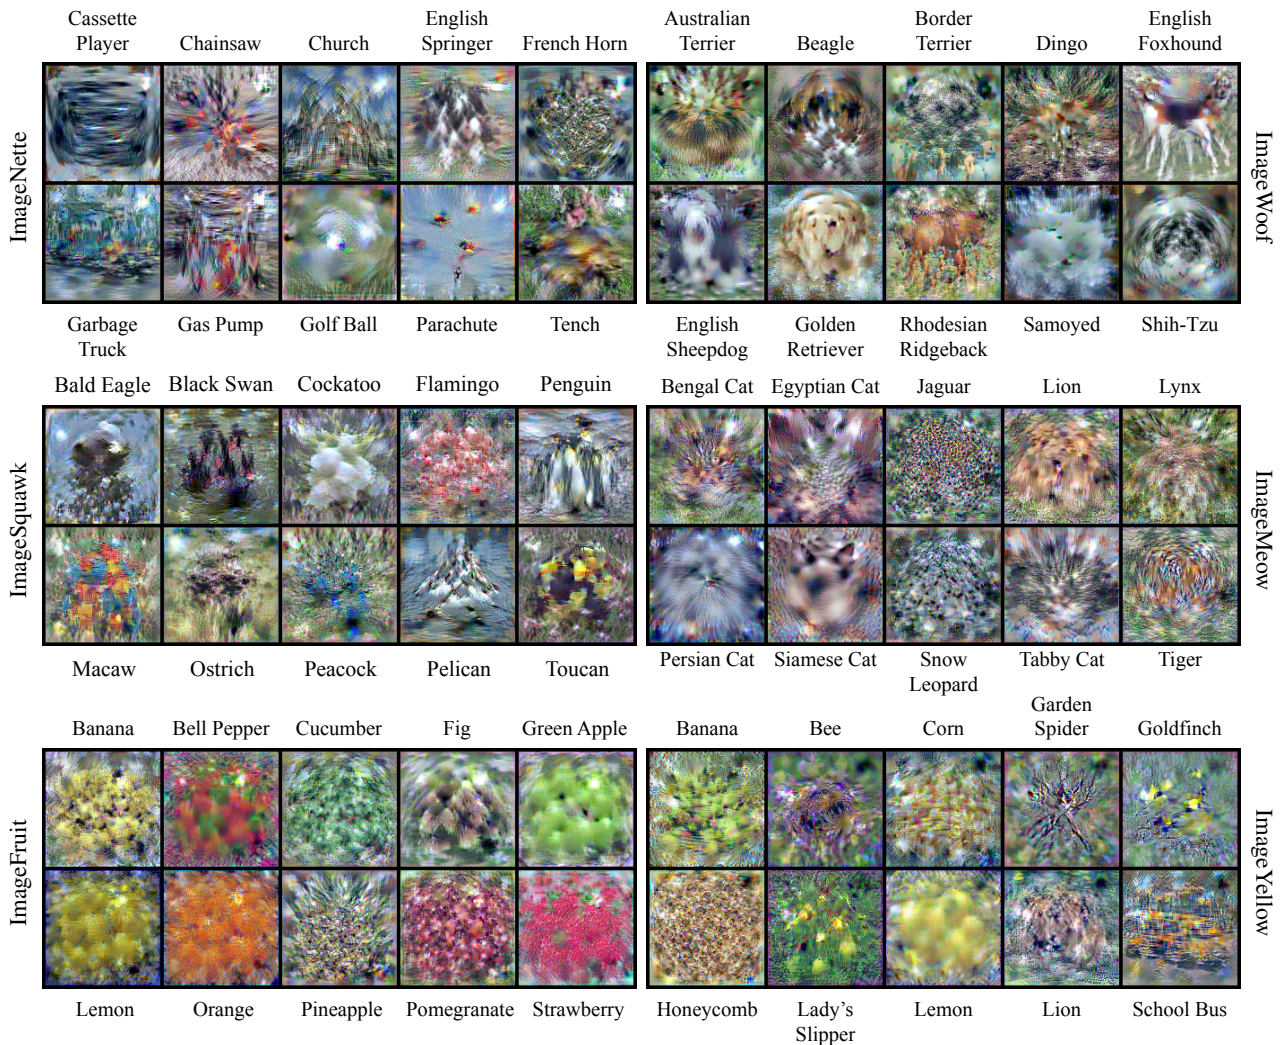 Cassette
Player
Chainsaw
Church
English
Springer
French Horn
Australian
Terrier
Beagle
Border
Terrier
Dingo
English
Foxhound
ImageNette
ImageWoof
Garbage
Truck
Gas Pump
Golf Ball
Parachute
Tench
English
Sheepdog
Golden
Retriever
Rhodesian
Ridgeback
Samoyed
Shih-Tzu
Bald Eagle
Black Swan
Cockatoo
Flamingo
Penguin
Bengal Cat
Egyptian Cat
Jaguar
Lion
Lynx
ImageSquawk
ImageMeow
Macaw
Ostrich
Peacock
Pelican
Toucan
Persian Cat
Siamese Cat
Snow
Leopard
Tabby Cat
Tiger
Banana
Bell Pepper
Cucumber
Fig
Green Apple
Banana
Bee
Corn
Garden
Spider
Goldfinch
ImageFruit
ImageYellow
Lemon
Orange
Pineapple
Pomegranate
Strawberry
Honeycomb
Lady's
Slipper
Lemon
Lion
School Bus